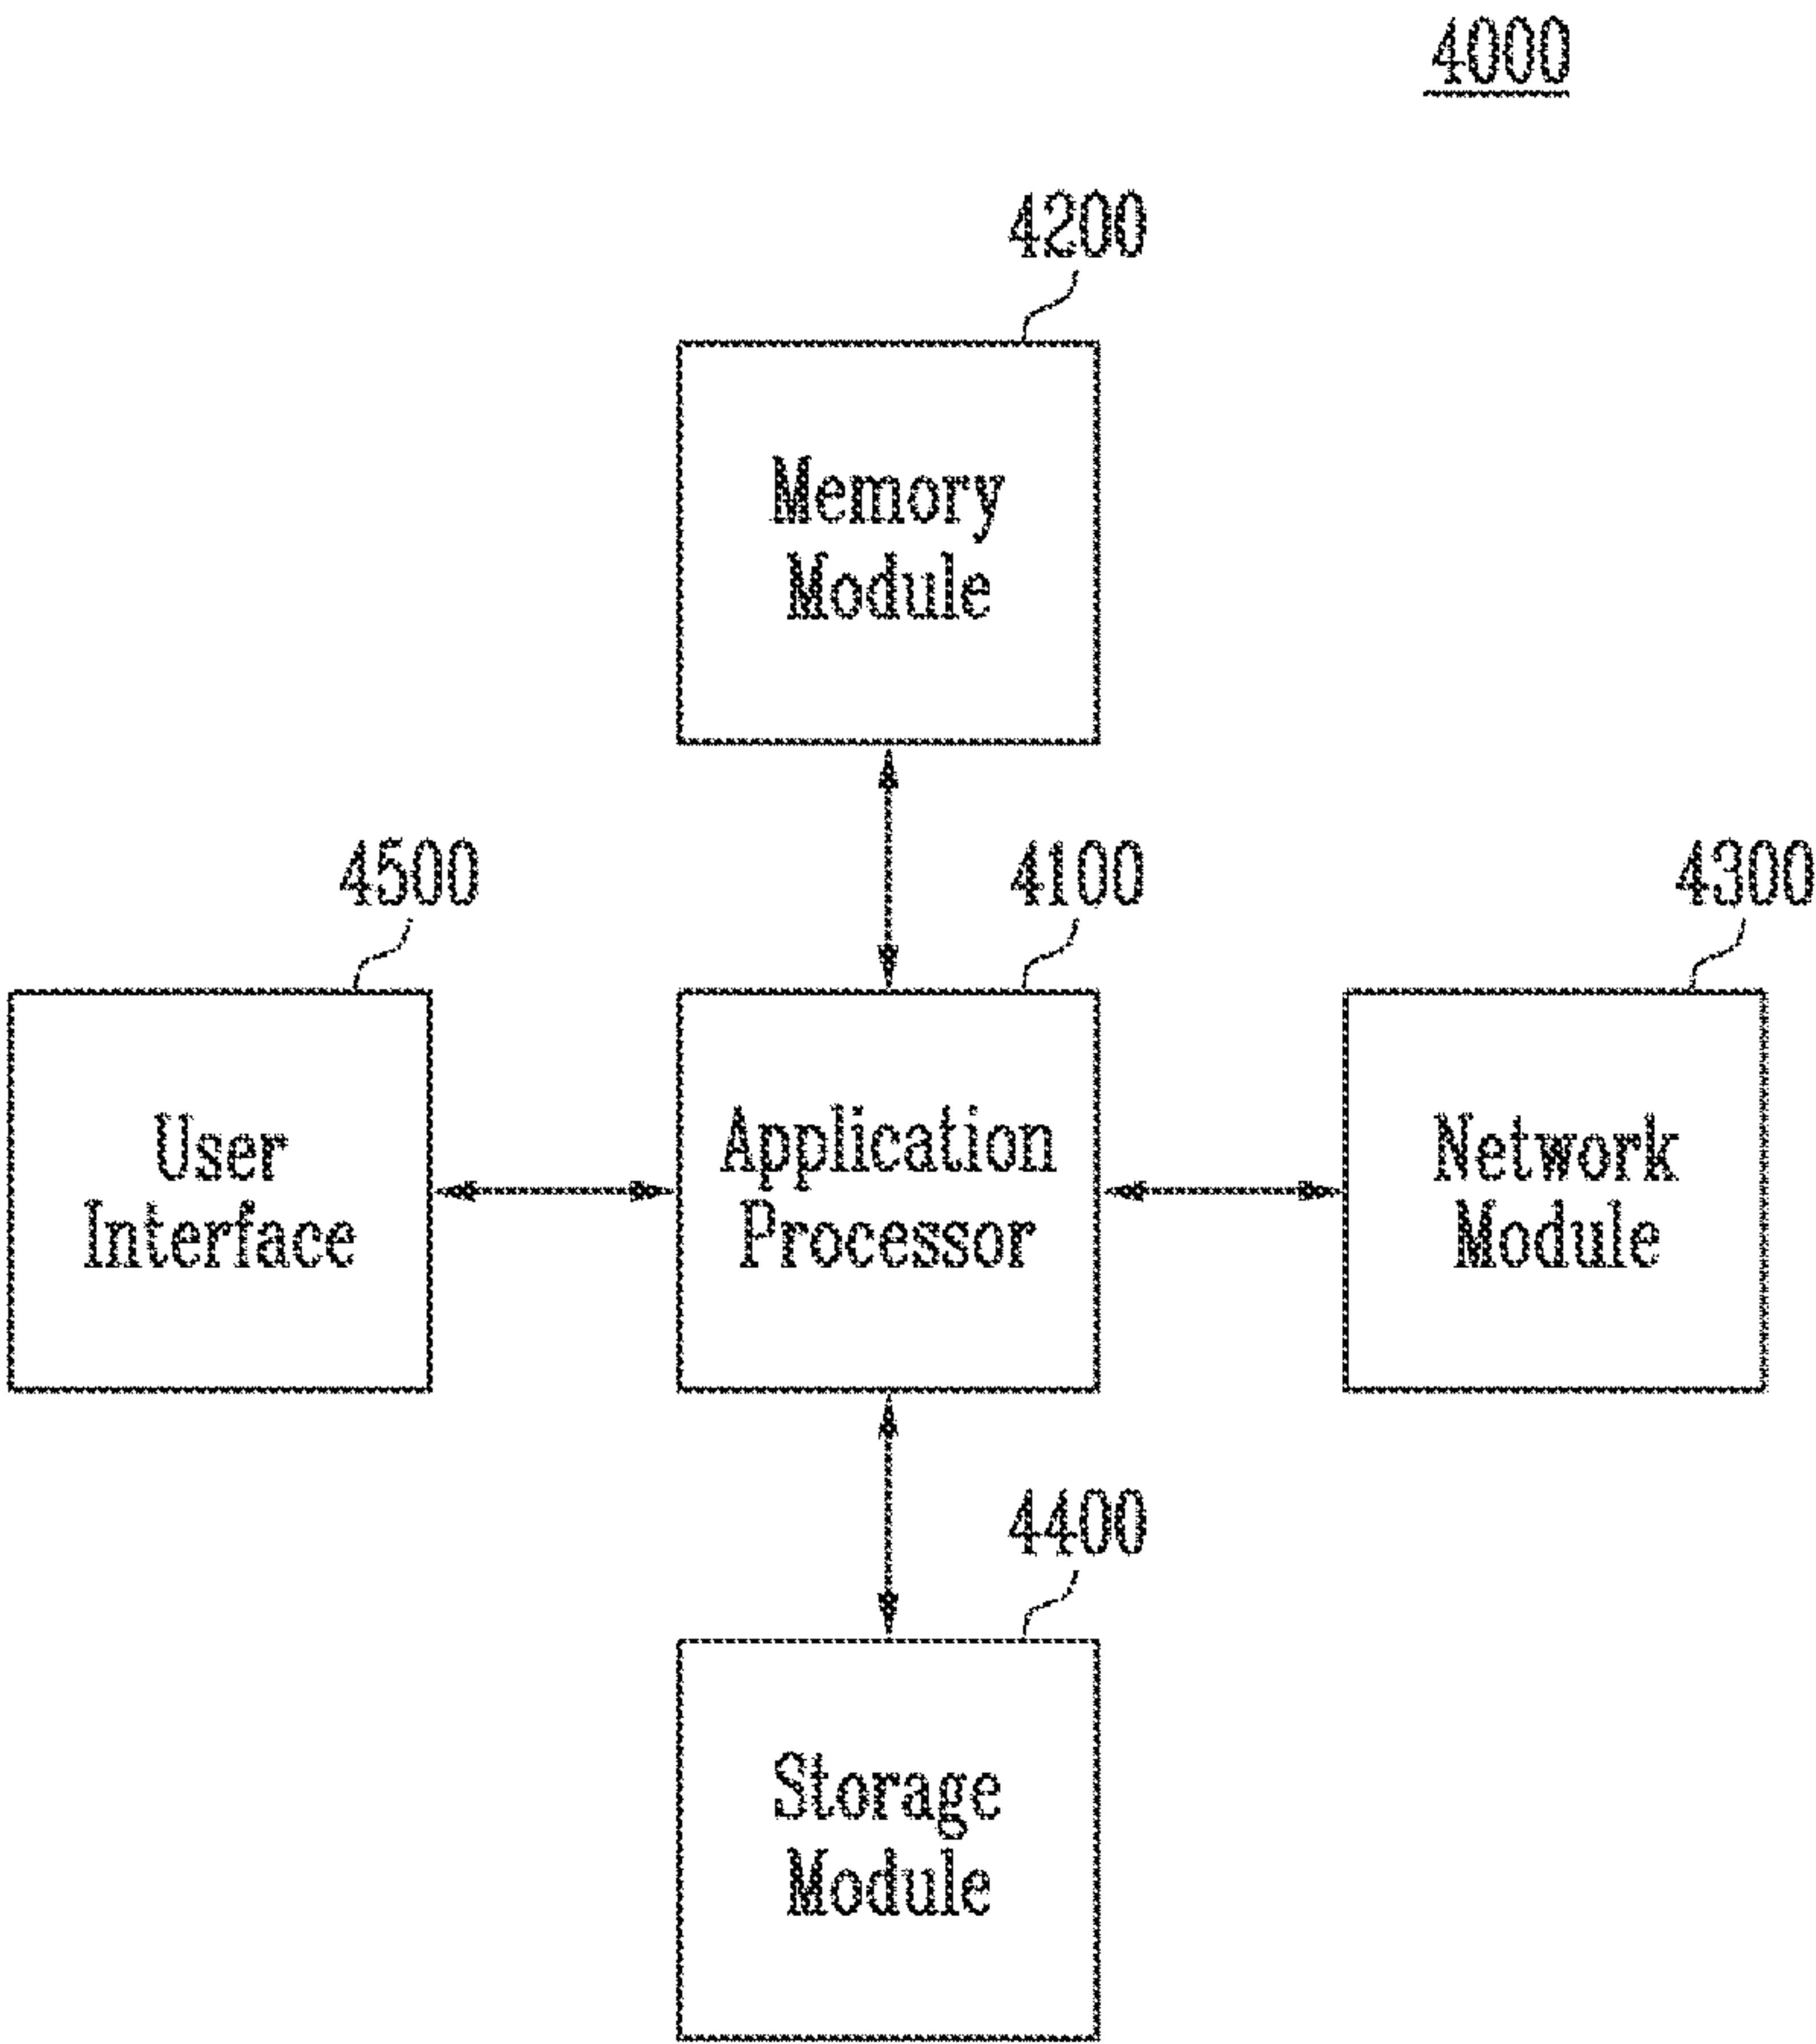 4000
4200
Memory
Module
4500
4100
4300
User
Interface
Application
Processor
Network
Module
4400
Storage
Module